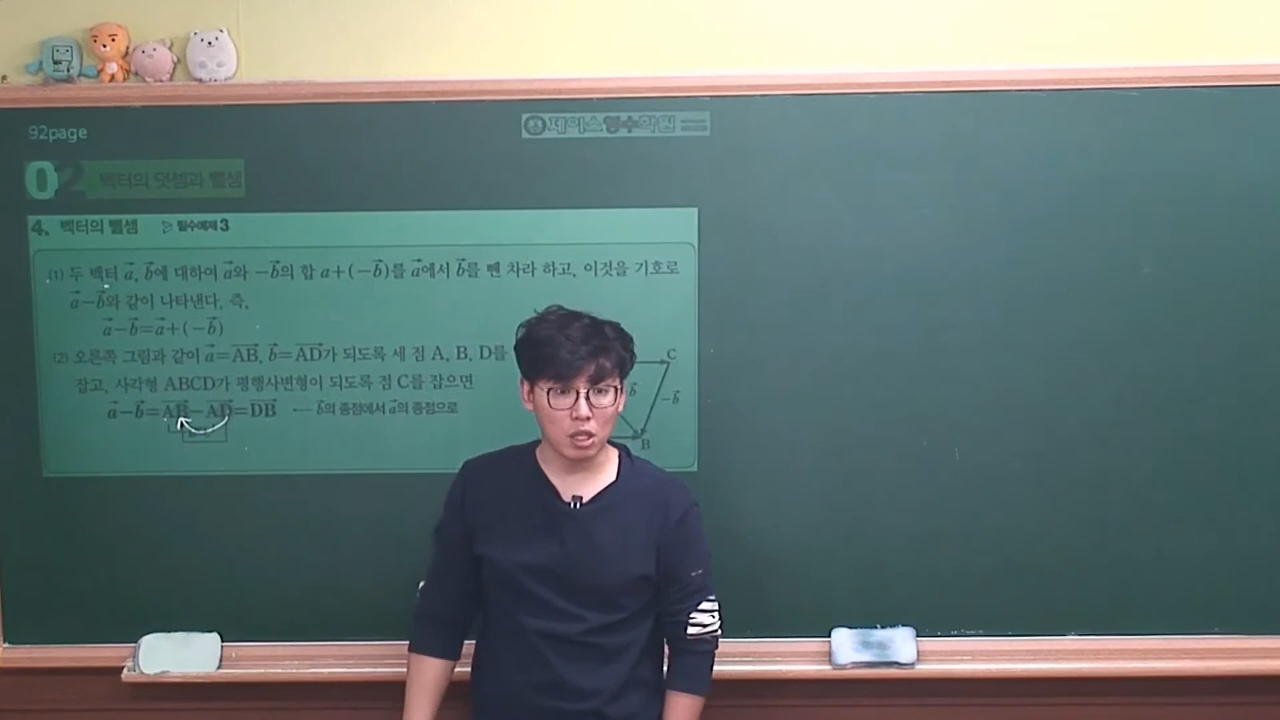 92page
제이스영수학원
02 벡터의 덧셈과 뺄셈
4. 벡터의 뺄셈 ▷ 필수예제 3
(1) 두 벡터 a⃗, b⃗에 대하여 a⃗와 −b⃗의 합 a⃗+(−b⃗)를 a⃗에서 b⃗를 뺀 차라 하고, 이것을 기호로
a⃗−b⃗와 같이 나타낸다. 즉,
a⃗−b⃗=a⃗+(−b⃗)
(2) 오른쪽 그림과 같이 a⃗=AB⃗, b⃗=AD⃗가 되도록 세 점 A, B, D를
잡고, 사각형 ABCD가 평행사변형이 되도록 점 C를 잡으면
a⃗−b⃗=AB⃗−AD⃗=DB⃗ ← b⃗의 종점에서 a⃗의 종점으로
C
b⃗
−b⃗
B